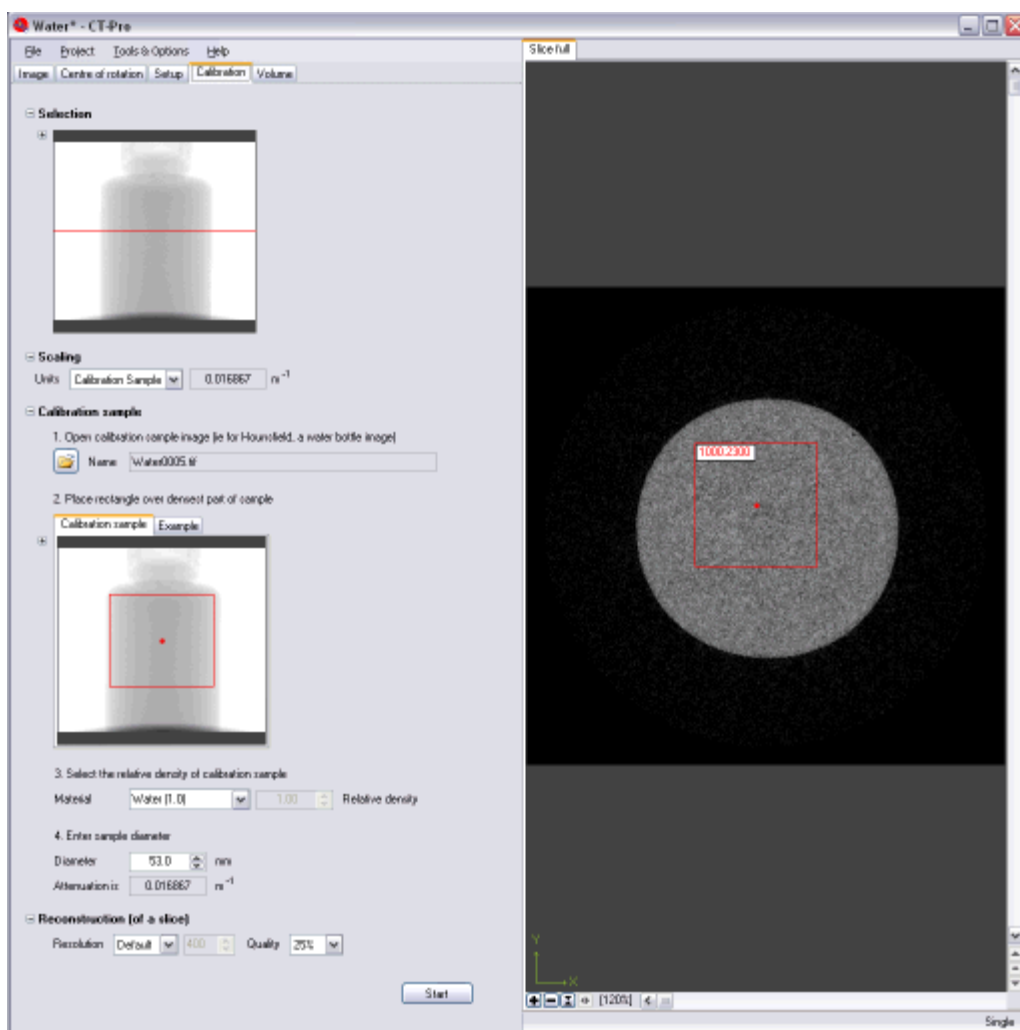 Water* - CT-Pro
File Project Tools & Options Help
Image Centre of rotation Setup Calibration Volume
Slice full
Selection
Scaling
Units Calibration Sample 0.016867 m⁻¹
Calibration sample
1. Open calibration sample image (ie for Hounsfield, a water bottle image)
Name Water0005.tif
2. Place rectangle over densest part of sample
Calibration sample Example
3. Select the relative density of calibration sample
Material Water (1.0) 1.00 Relative density
4. Enter sample diameter
Diameter 53.0 mm
Attenuation is: 0.016867 m⁻¹
Reconstruction (of a slice)
Resolution Default 400 Quality 25%
Start
1000.2300
Y
X
[120%]
Single